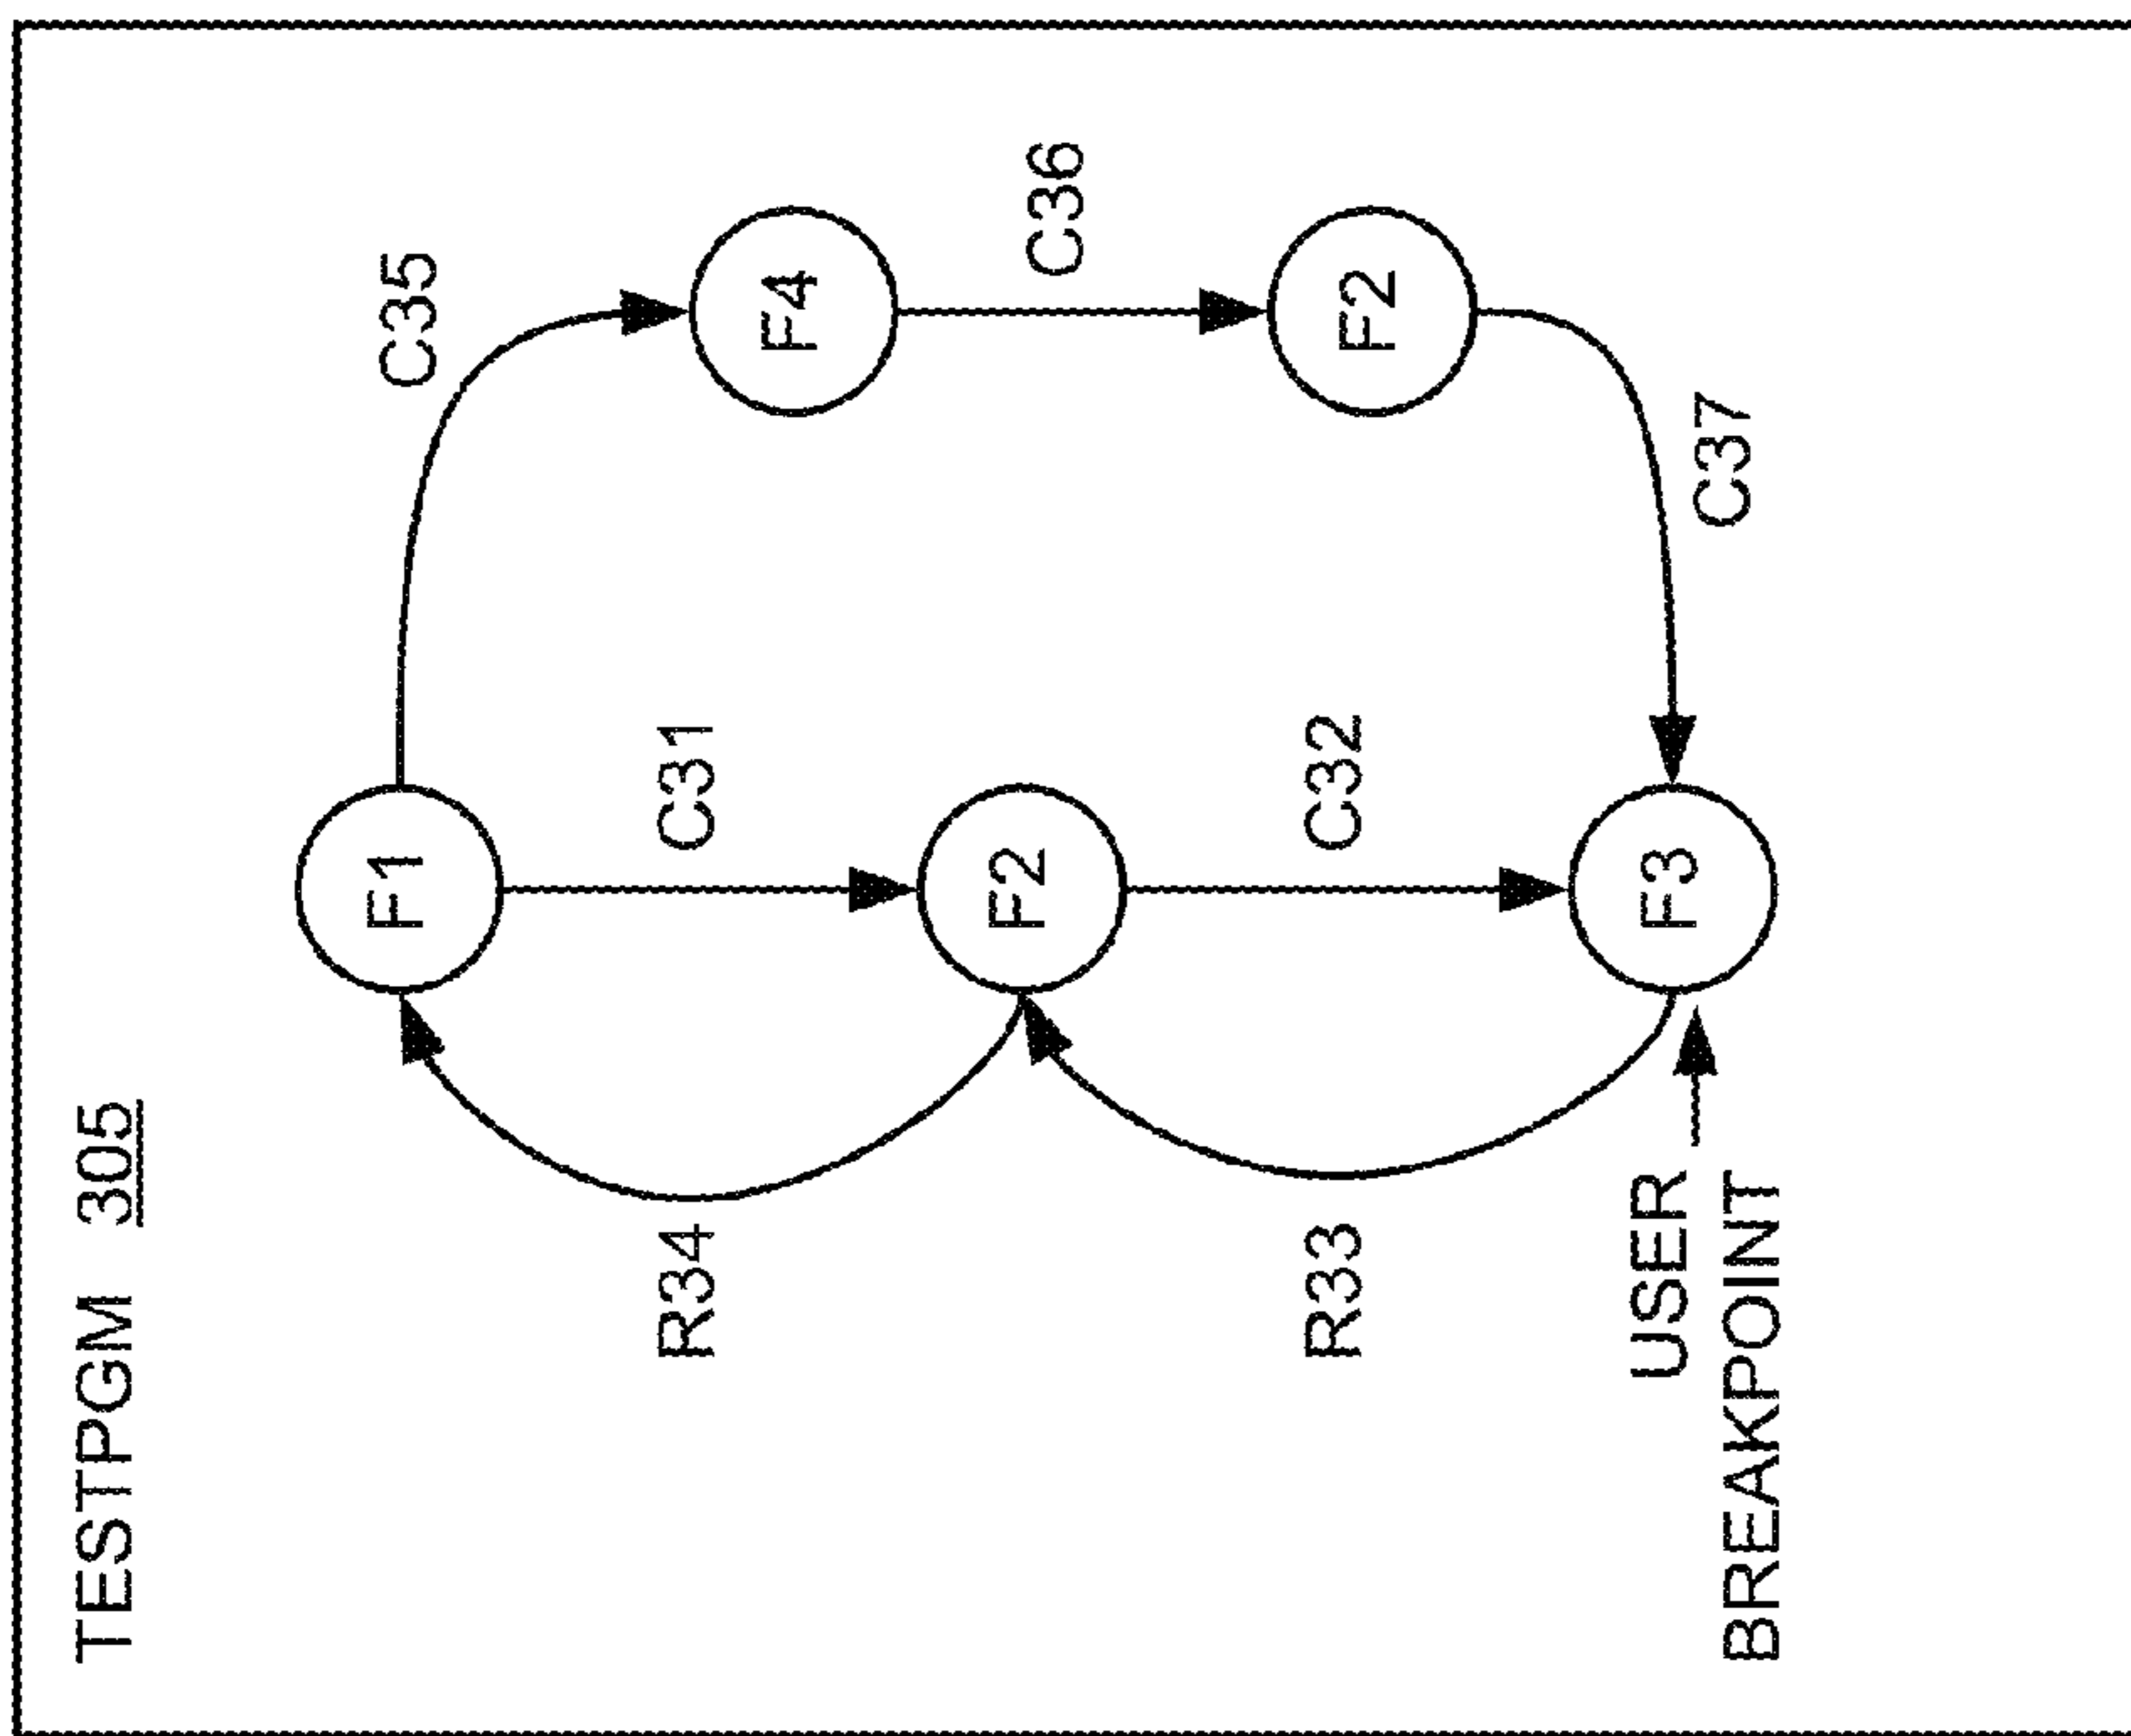 TESTPGM 305
F1
C35
R34
C31
F4
F2
C36
R33
C32
F2
USER
BREAKPOINT
F3
C37